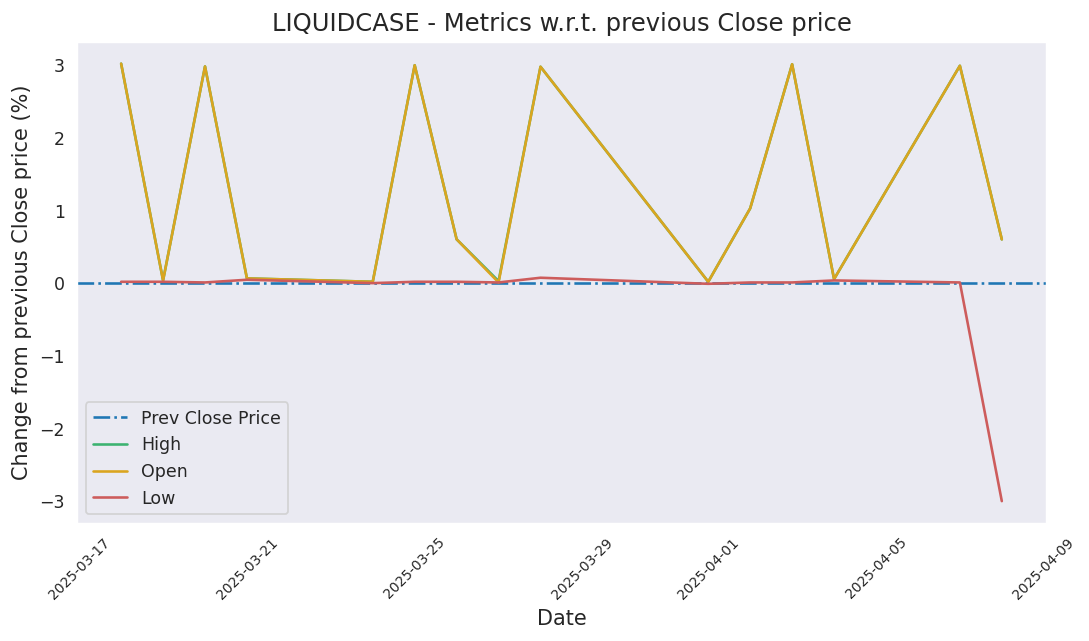 LIQUIDCASE - Metrics w.r.t. previous Close price
Change from previous Close price (%)
3
2
1
0
−1
−2
−3
Prev Close Price
High
Open
Low
2025-03-17
2025-03-21
2025-03-25
2025-03-29
2025-04-01
2025-04-05
2025-04-09
Date